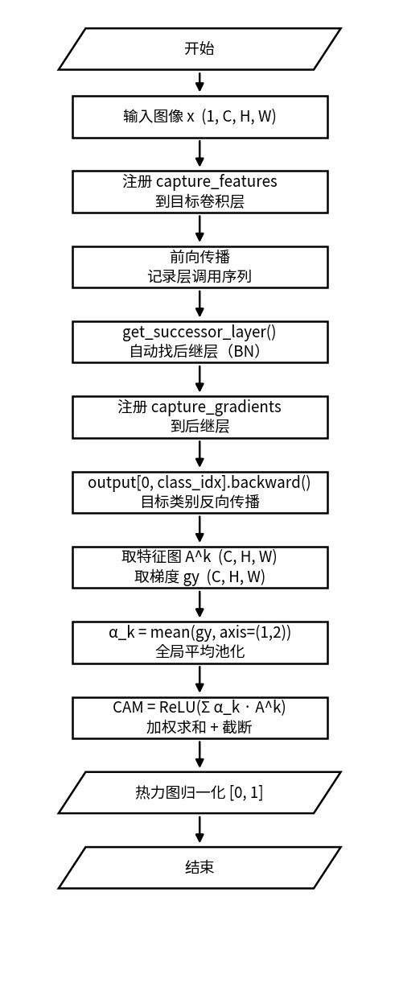 开始
输入图像 x  (1, C, H, W)
注册 capture_features
到目标卷积层
前向传播
记录层调用序列
get_successor_layer()
自动找后继层（BN）
注册 capture_gradients
到后继层
output[0, class_idx].backward()
目标类别反向传播
取特征图 A^k  (C, H, W)
取梯度 gy  (C, H, W)
α_k = mean(gy, axis=(1,2))
全局平均池化
CAM = ReLU(Σ α_k · A^k)
加权求和 + 截断
热力图归一化 [0, 1]
结束